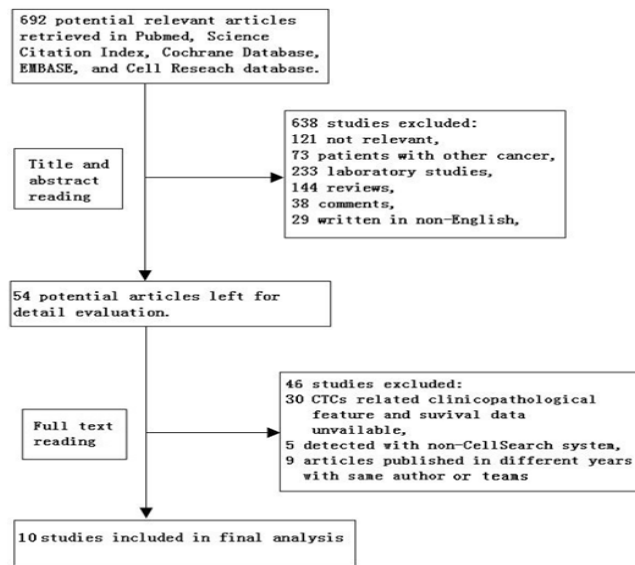 692 potential relevant articles
retrieved in Pubmed, Science
Citation Index, Cochrane Database,
EMBASE, and Cell Reseach database.
638 studies excluded:
121 not relevant,
73 patients with other cancer,
233 laboratory studies,
144 reviews,
38 comments,
29 written in non-English,
Title and
abstract
reading
54 potential articles left for
detail evaluation.
46 studies excluded:
30 CTCs related clinicopathological
feature and suvival data
unvailable,
5 detected with non-CellSearch system,
9 articles published in different years
with same author or teams
Full text
reading
10 studies included in final analysis